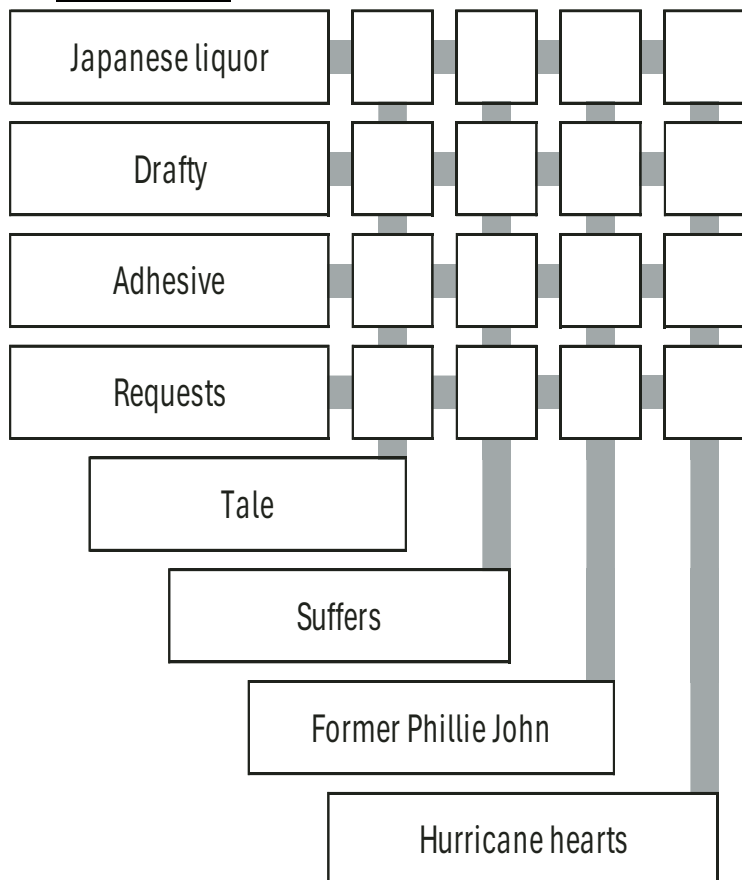 Japanese liquor
Drafty
Adhesive
Requests
Tale
Suffers
Former Phillie John
Hurricane hearts